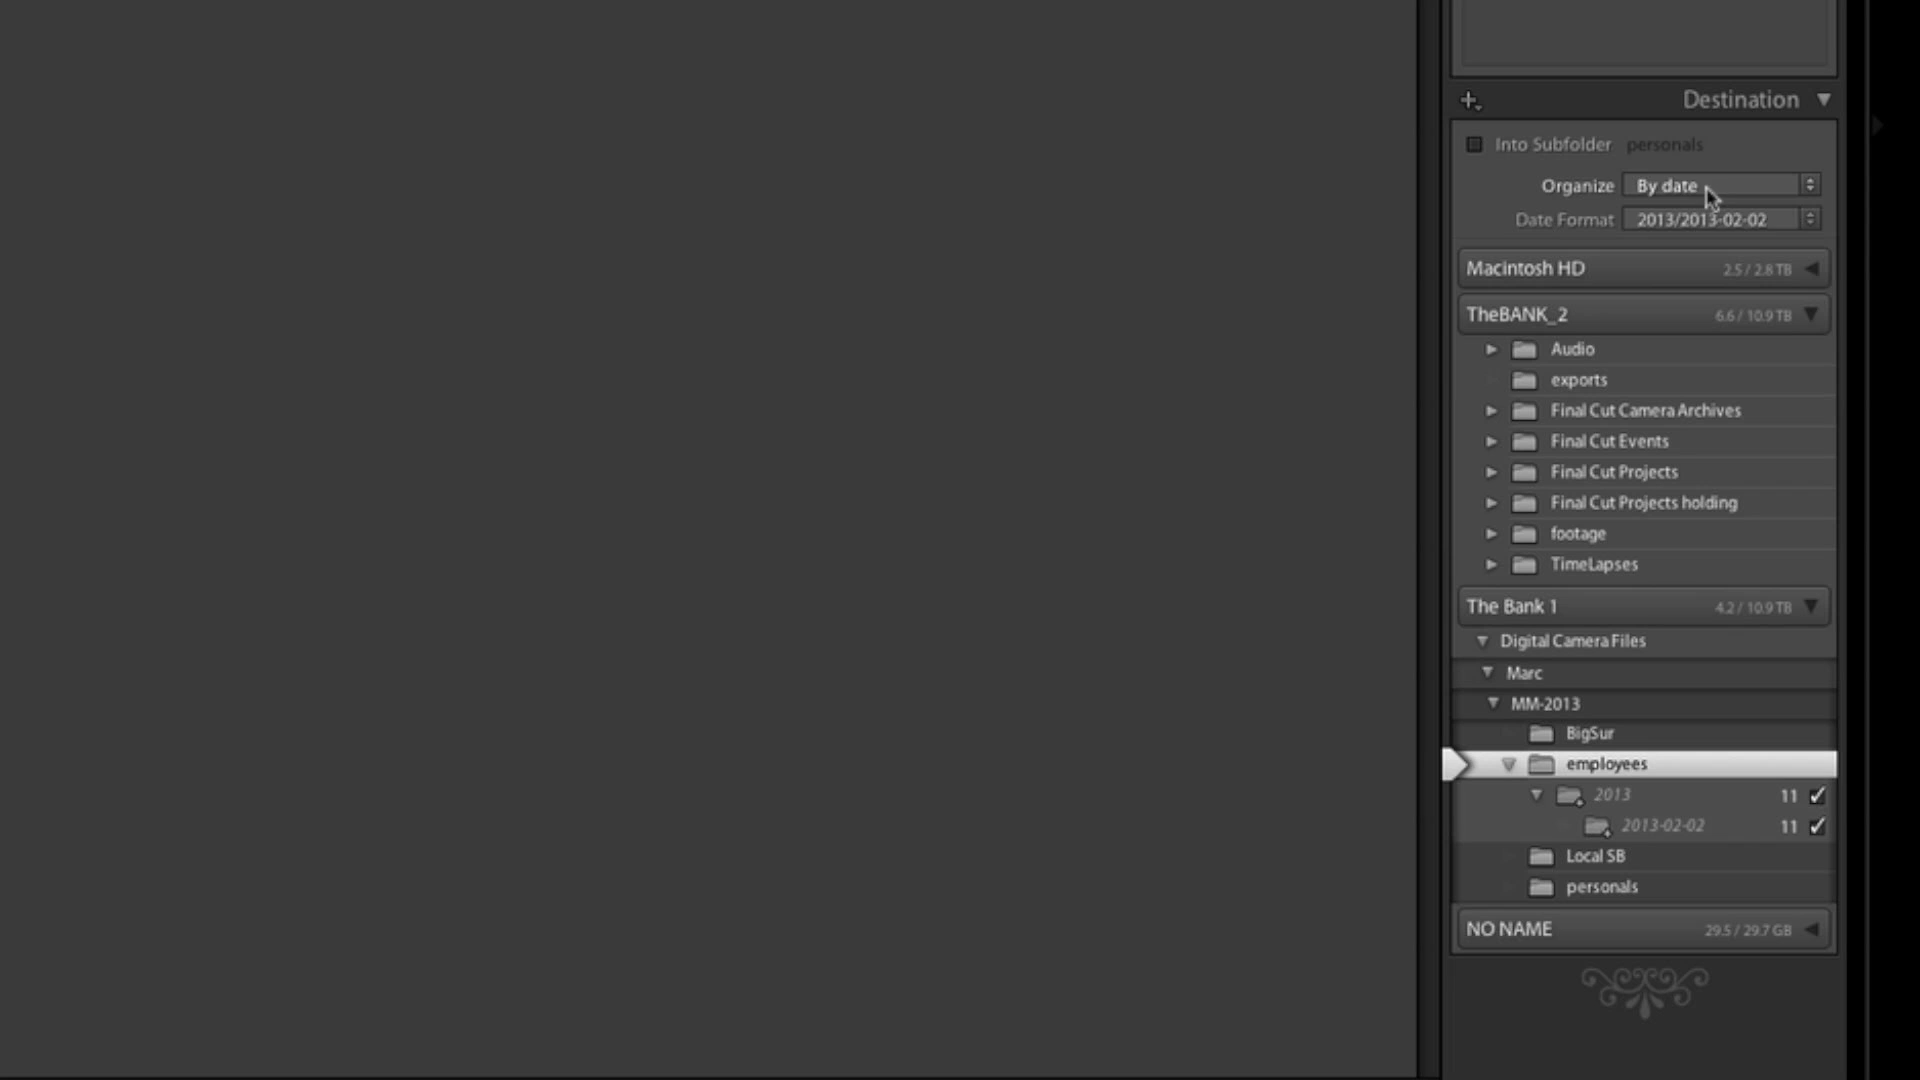 Destination
Into Subfolder personals
Organize By date
Date Format 2013/2013-02-02
Macintosh HD 2.5 / 2.8 TB
TheBANK_2 6.6 / 10.9 TB
Audio
exports
Final Cut Camera Archives
Final Cut Events
Final Cut Projects
Final Cut Projects holding
footage
TimeLapses
The Bank 1 4.2 / 10.9 TB
Digital Camera Files
Marc
MM-2013
BigSur
employees
2013 11
2013-02-02 11
Local SB
personals
NO NAME 29.5 / 29.7 GB